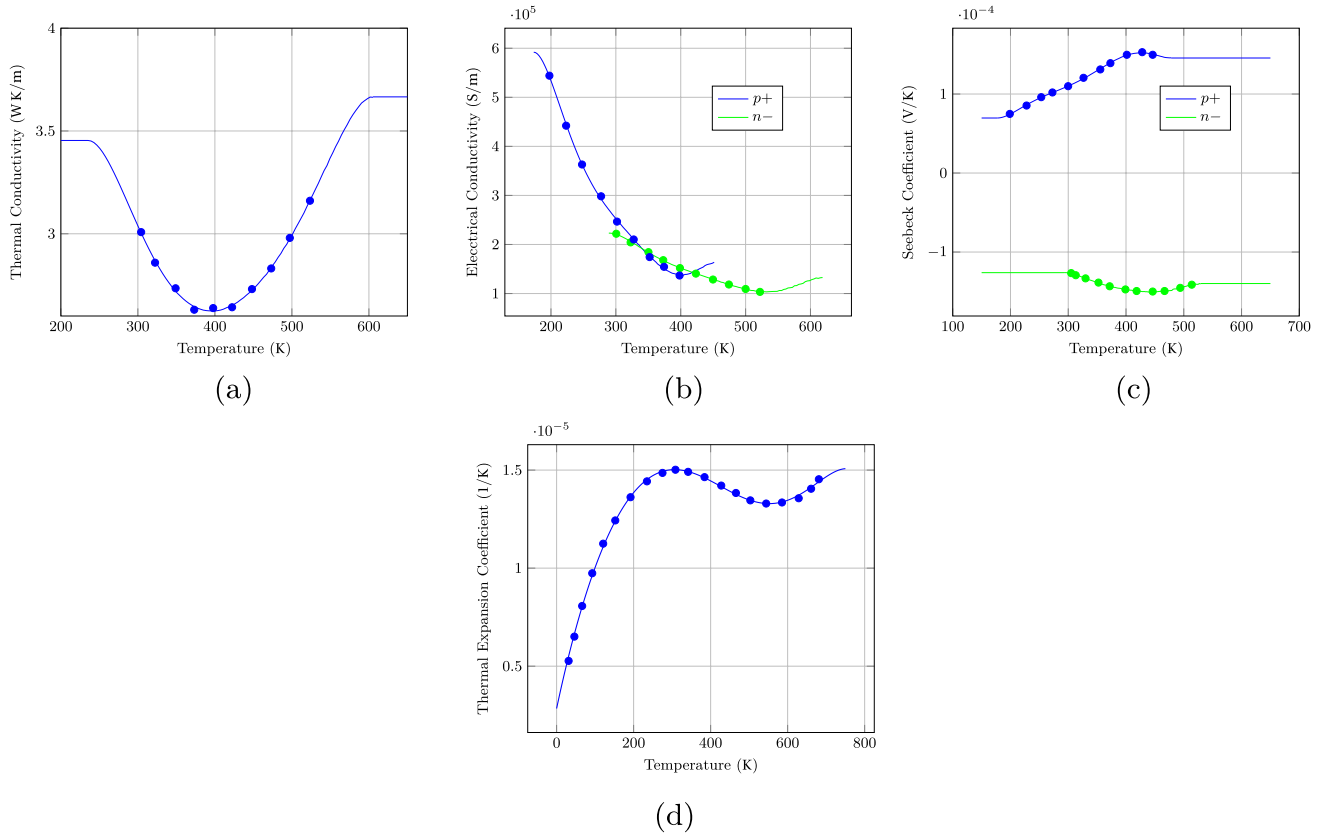 4
3.5
3
200 300 400 500 600
Temperature (K)
Thermal Conductivity (W K/m)
(a)
·10^5
6
5
4
3
2
1
200 300 400 500 600
Temperature (K)
Elecctrical Conductivity (S/m)
p+
n−
(b)
·10^−4
1
0
−1
100 200 300 400 500 600 700
Temperature (K)
Seebeck Coefficient (V/K)
p+
n−
(c)
·10^−5
1.5
1
0.5
0 200 400 600 800
Temperature (K)
Thermal Expansion Coefficient (1/K)
(d)